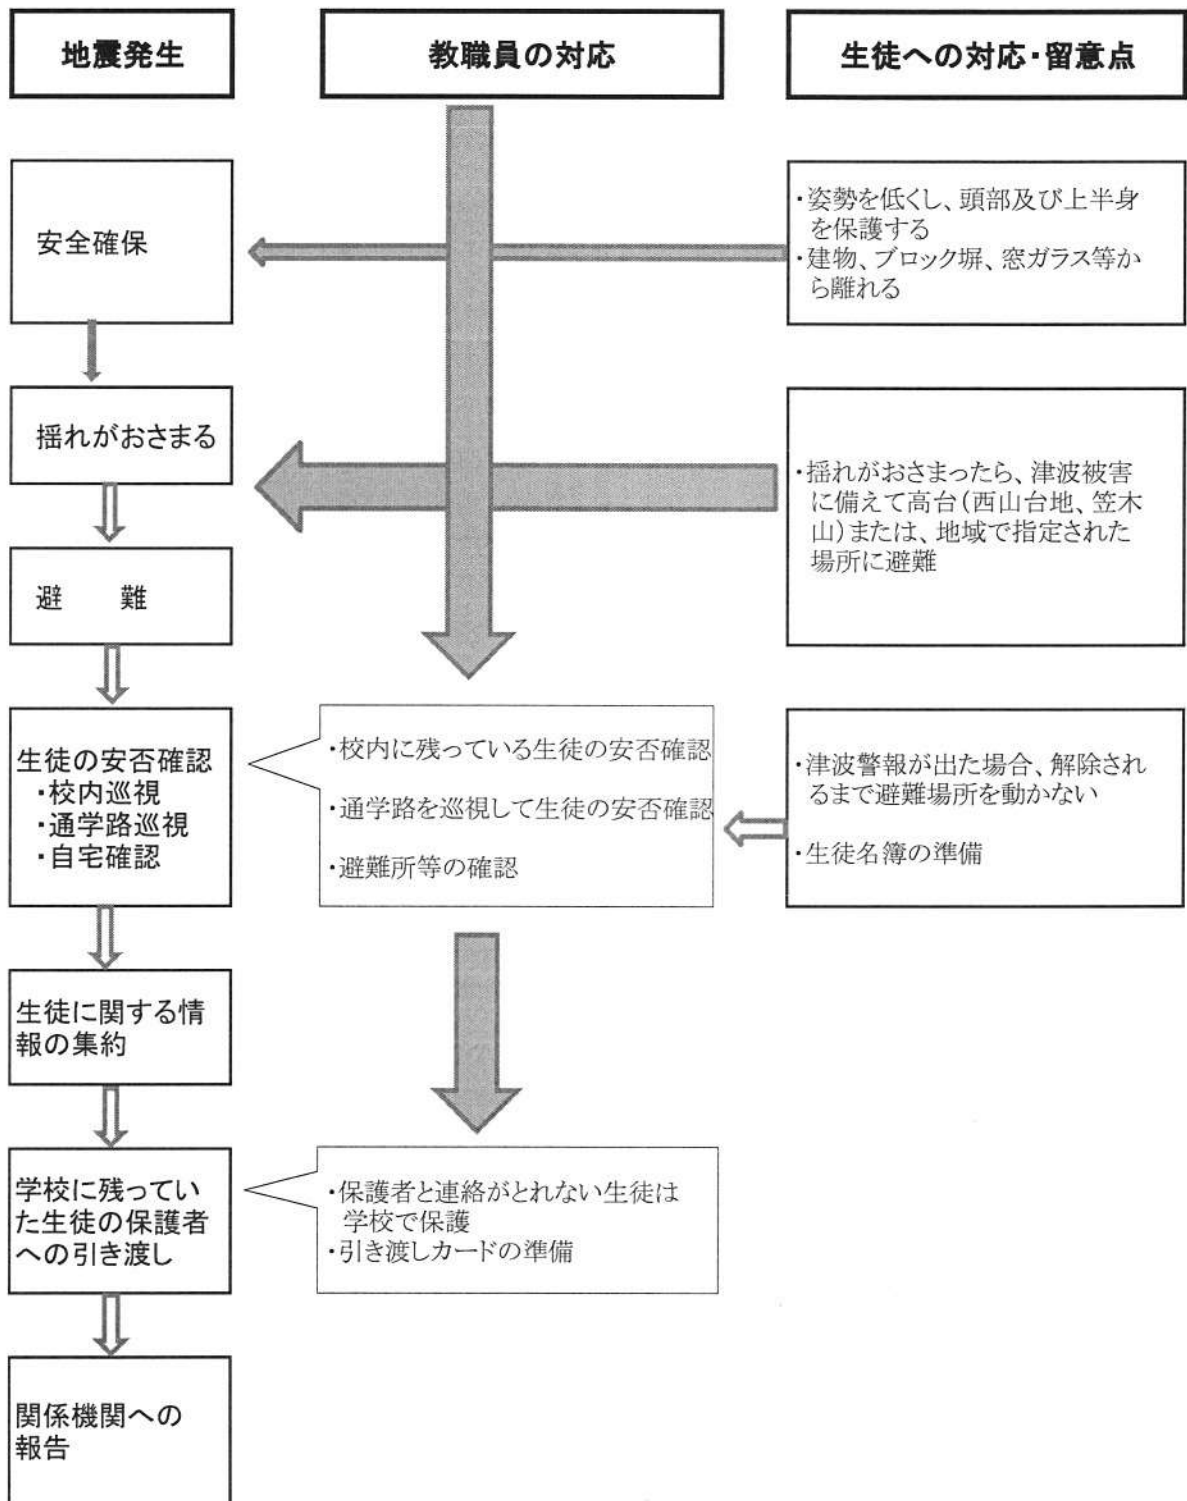 地震発生
教職員の対応
生徒への対応・留意点
安全確保
・姿勢を低くし、頭部及び上半身
を保護する
・建物、ブロック塀、窓ガラス等か
ら離れる
揺れがおさまる
・揺れがおさまったら、津波被害
に備えて高台(西山台地、笠木
山)または、地域で指定された
場所に避難
避　　難
生徒の安否確認
・校内巡視
・通学路巡視
・自宅確認
・校内に残っている生徒の安否確認
・通学路を巡視して生徒の安否確認
・避難所等の確認
・津波警報が出た場合、解除され
るまで避難場所を動かない
・生徒名簿の準備
生徒に関する情
報の集約
学校に残ってい
た生徒の保護者
への引き渡し
・保護者と連絡がとれない生徒は
学校で保護
・引き渡しカードの準備
関係機関への
報告